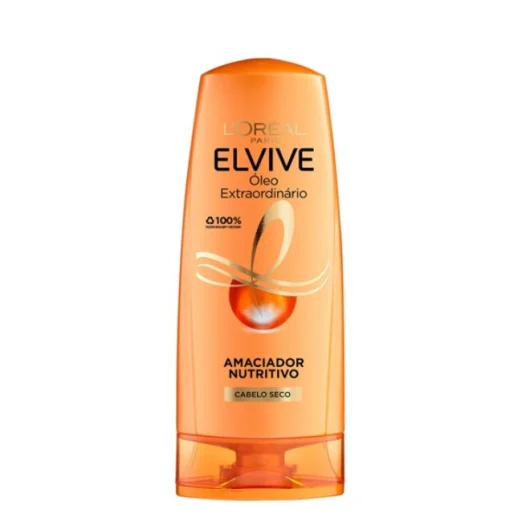 L'ORÉAL
PARIS
ELVIVE
Óleo
Extraordinário
100%
AMACIADOR
NUTRITIVO
CABELO SECO